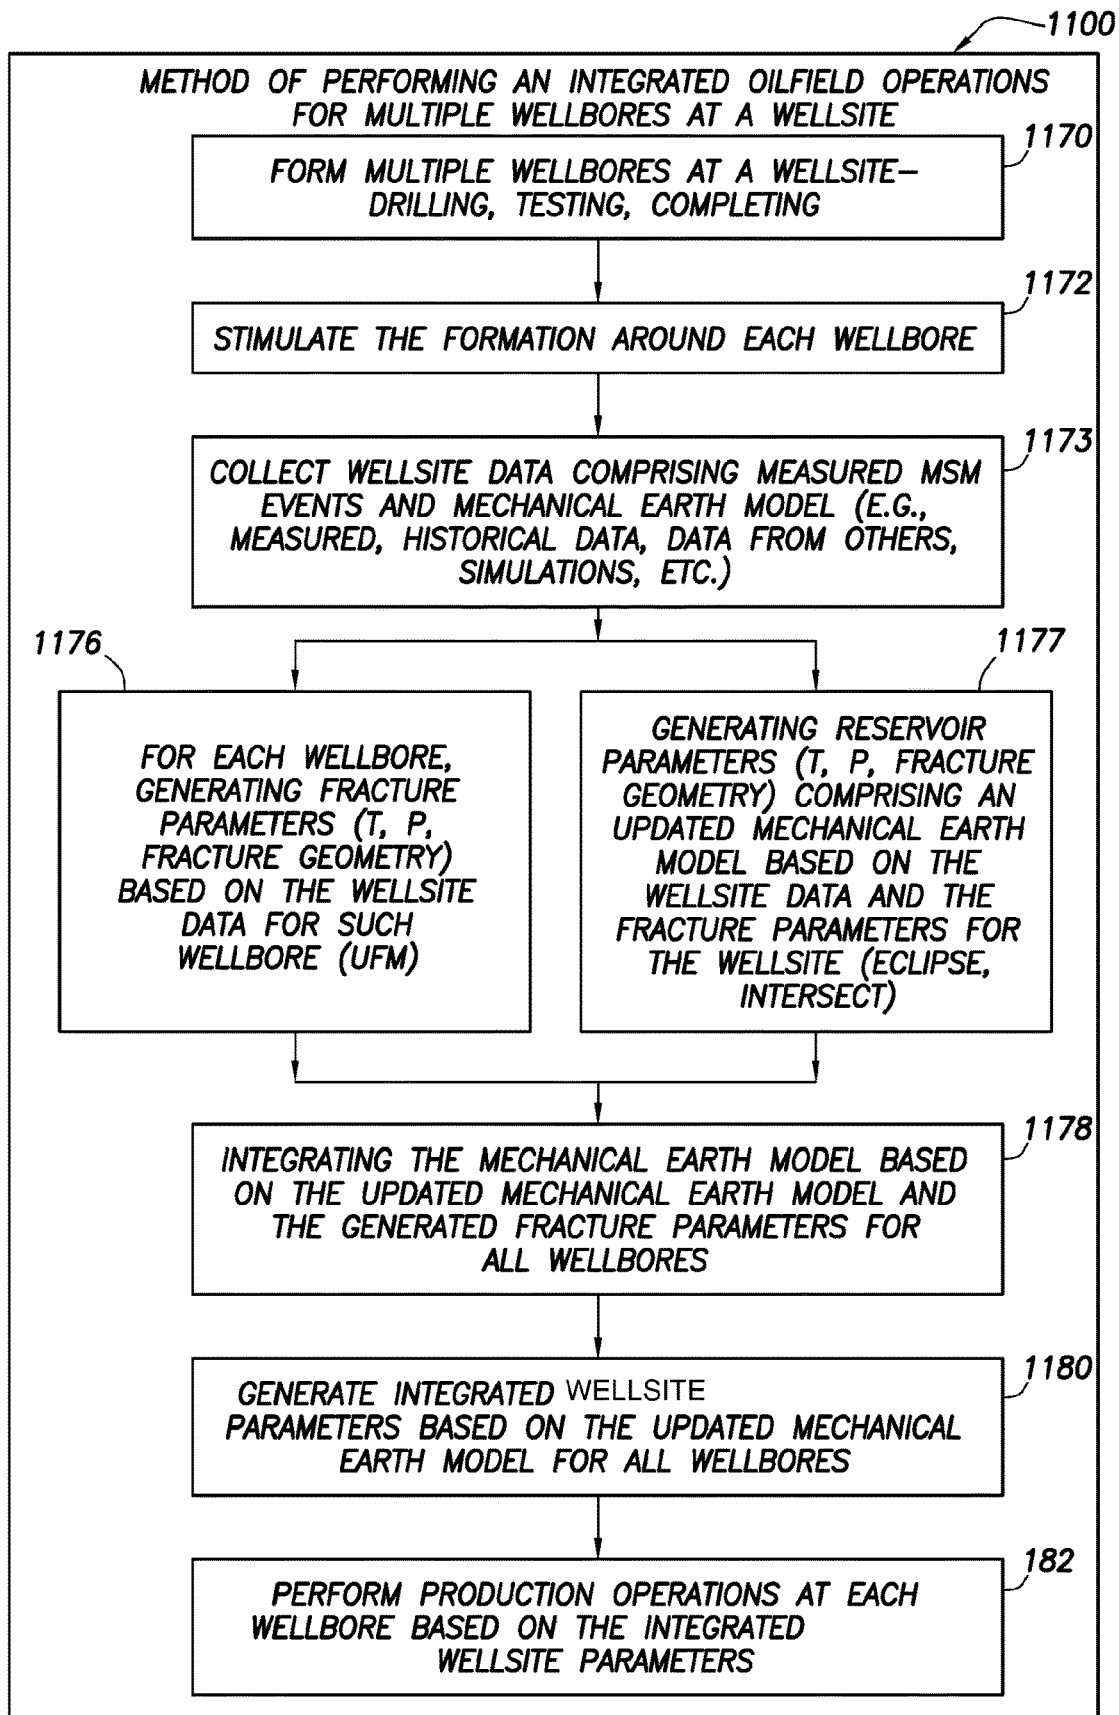 1100
METHOD OF PERFORMING AN INTEGRATED OILFIELD OPERATIONS
FOR MULTIPLE WELLBORES AT A WELLSITE
1170
FORM MULTIPLE WELLBORES AT A WELLSITE–
DRILLING, TESTING, COMPLETING
1172
STIMULATE THE FORMATION AROUND EACH WELLBORE
1173
COLLECT WELLSITE DATA COMPRISING MEASURED MSM
EVENTS AND MECHANICAL EARTH MODEL (E.G.,
MEASURED, HISTORICAL DATA, DATA FROM OTHERS,
SIMULATIONS, ETC.)
1176
FOR EACH WELLBORE,
GENERATING FRACTURE
PARAMETERS (T, P,
FRACTURE GEOMETRY)
BASED ON THE WELLSITE
DATA FOR SUCH
WELLBORE (UFM)
1177
GENERATING RESERVOIR
PARAMETERS (T, P, FRACTURE
GEOMETRY) COMPRISING AN
UPDATED MECHANICAL EARTH
MODEL BASED ON THE
WELLSITE DATA AND THE
FRACTURE PARAMETERS FOR
THE WELLSITE (ECLIPSE,
INTERSECT)
1178
INTEGRATING THE MECHANICAL EARTH MODEL BASED
ON THE UPDATED MECHANICAL EARTH MODEL AND
THE GENERATED FRACTURE PARAMETERS FOR
ALL WELLBORES
1180
GENERATE INTEGRATED WELLSITE
PARAMETERS BASED ON THE UPDATED MECHANICAL
EARTH MODEL FOR ALL WELLBORES
182
PERFORM PRODUCTION OPERATIONS AT EACH
WELLBORE BASED ON THE INTEGRATED
WELLSITE PARAMETERS